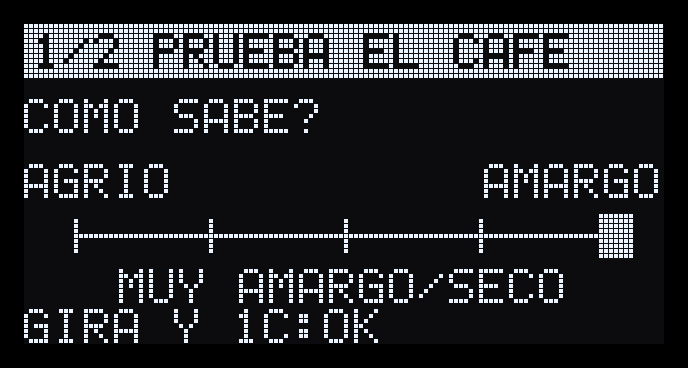 1/2 PRUEBA EL CAFE
COMO SABE?
AGRIO AMARGO
MUY AMARGO/SECO
GIRA Y 1C:OK